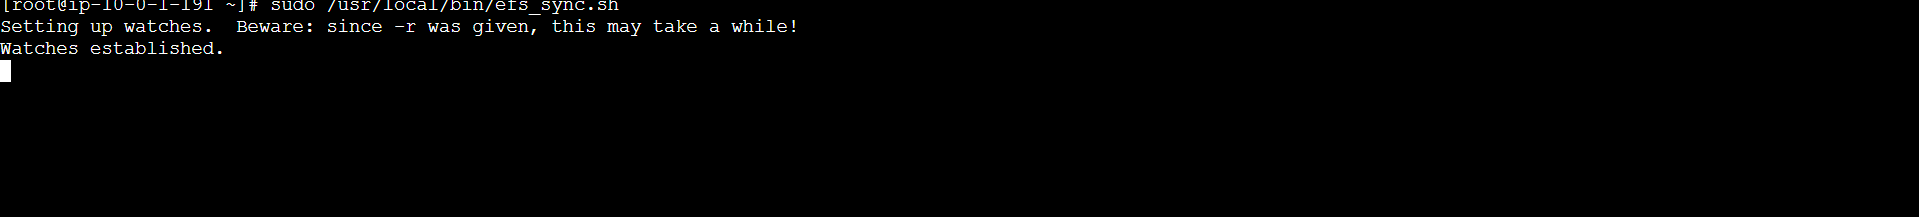 [root@ip-10-0-1-191 ~]# sudo /usr/local/bin/efs_sync.sh
Setting up watches.  Beware: since -r was given, this may take a while!
Watches established.